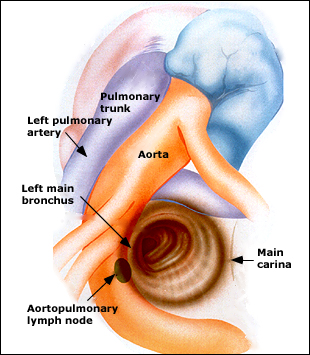 Pulmonary
trunk
Left pulmonary
artery
Aorta
Left main
bronchus
Main
carina
Aortopulmonary
lymph node